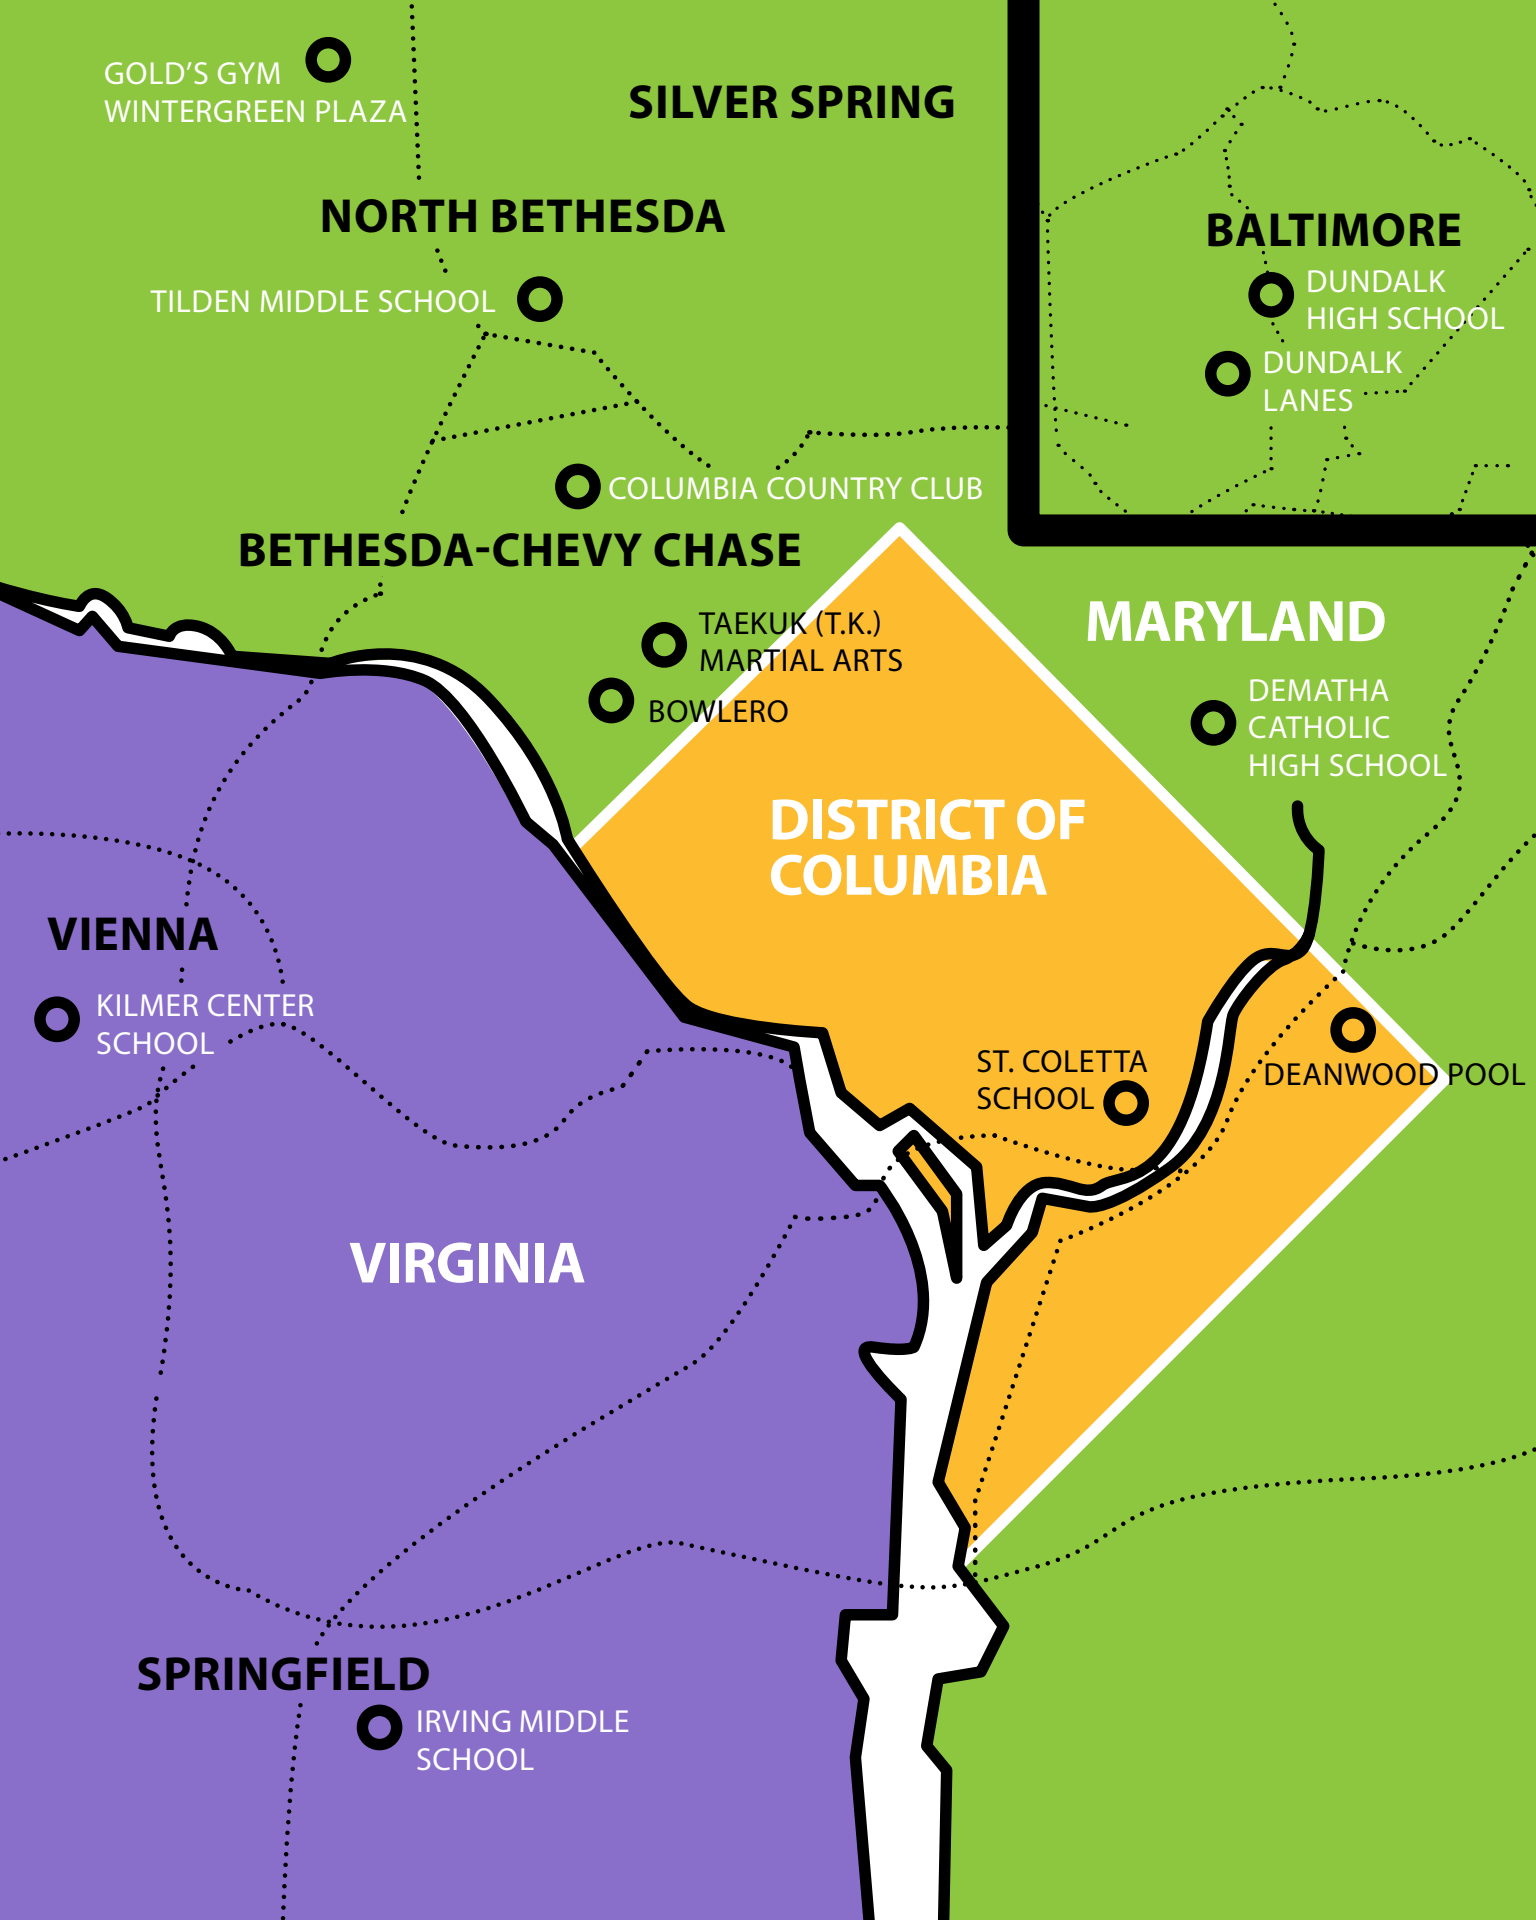 GOLD'S GYM
WINTERGREEN PLAZA
SILVER SPRING
NORTH BETHESDA
TILDEN MIDDLE SCHOOL
BALTIMORE
DUNDALK
HIGH SCHOOL
DUNDALK
LANES
COLUMBIA COUNTRY CLUB
BETHESDA-CHEVY CHASE
TAEKUK (T.K.)
MARTIAL ARTS
BOWLERO
MARYLAND
DEMATHA
CATHOLIC
HIGH SCHOOL
DISTRICT OF
COLUMBIA
VIENNA
KILMER CENTER
SCHOOL
ST. COLETTA
SCHOOL
DEANWOOD POOL
VIRGINIA
SPRINGFIELD
IRVING MIDDLE
SCHOOL